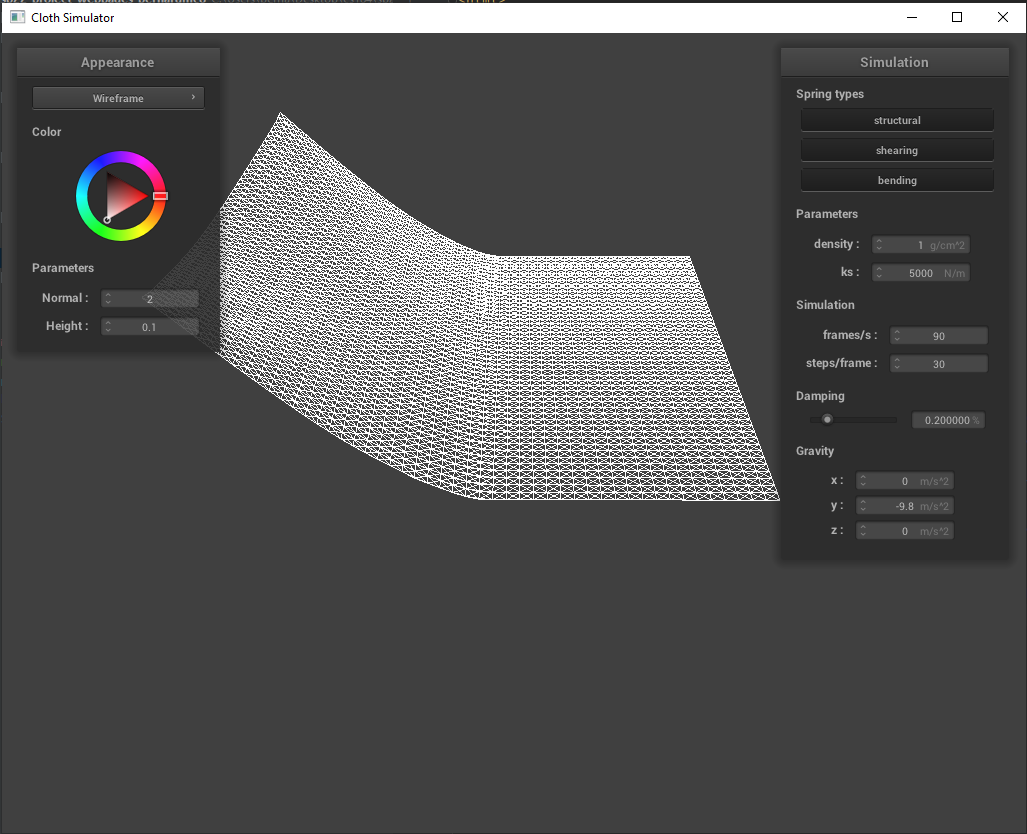 Cloth Simulator
Appearance
Wireframe
Color
Parameters
Normal : 2
Height : 0.1
Simulation
Spring types
structural
shearing
bending
Parameters
density : 1 g/cm^2
ks : 5000 N/m
Simulation
frames/s : 90
steps/frame : 30
Damping
0.200000 %
Gravity
x : 0 m/s^2
y : -9.8 m/s^2
z : 0 m/s^2